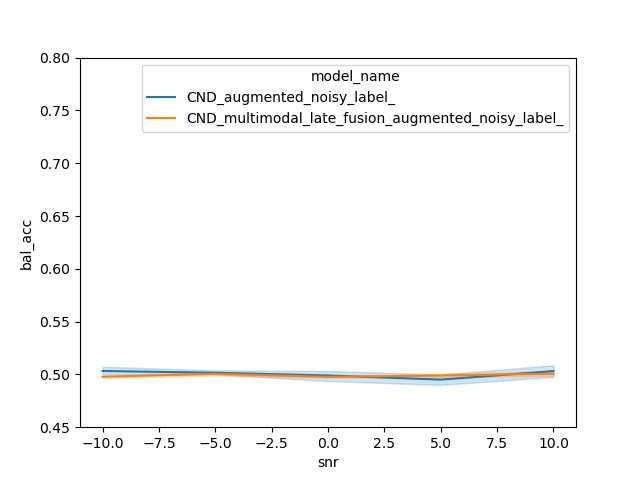 0.80
0.75
0.70
0.65
0.60
0.55
0.50
0.45
bal_acc
model_name
CND_augmented_noisy_label_
CND_multimodal_late_fusion_augmented_noisy_label_
−10.0 −7.5 −5.0 −2.5 0.0 2.5 5.0 7.5 10.0
snr